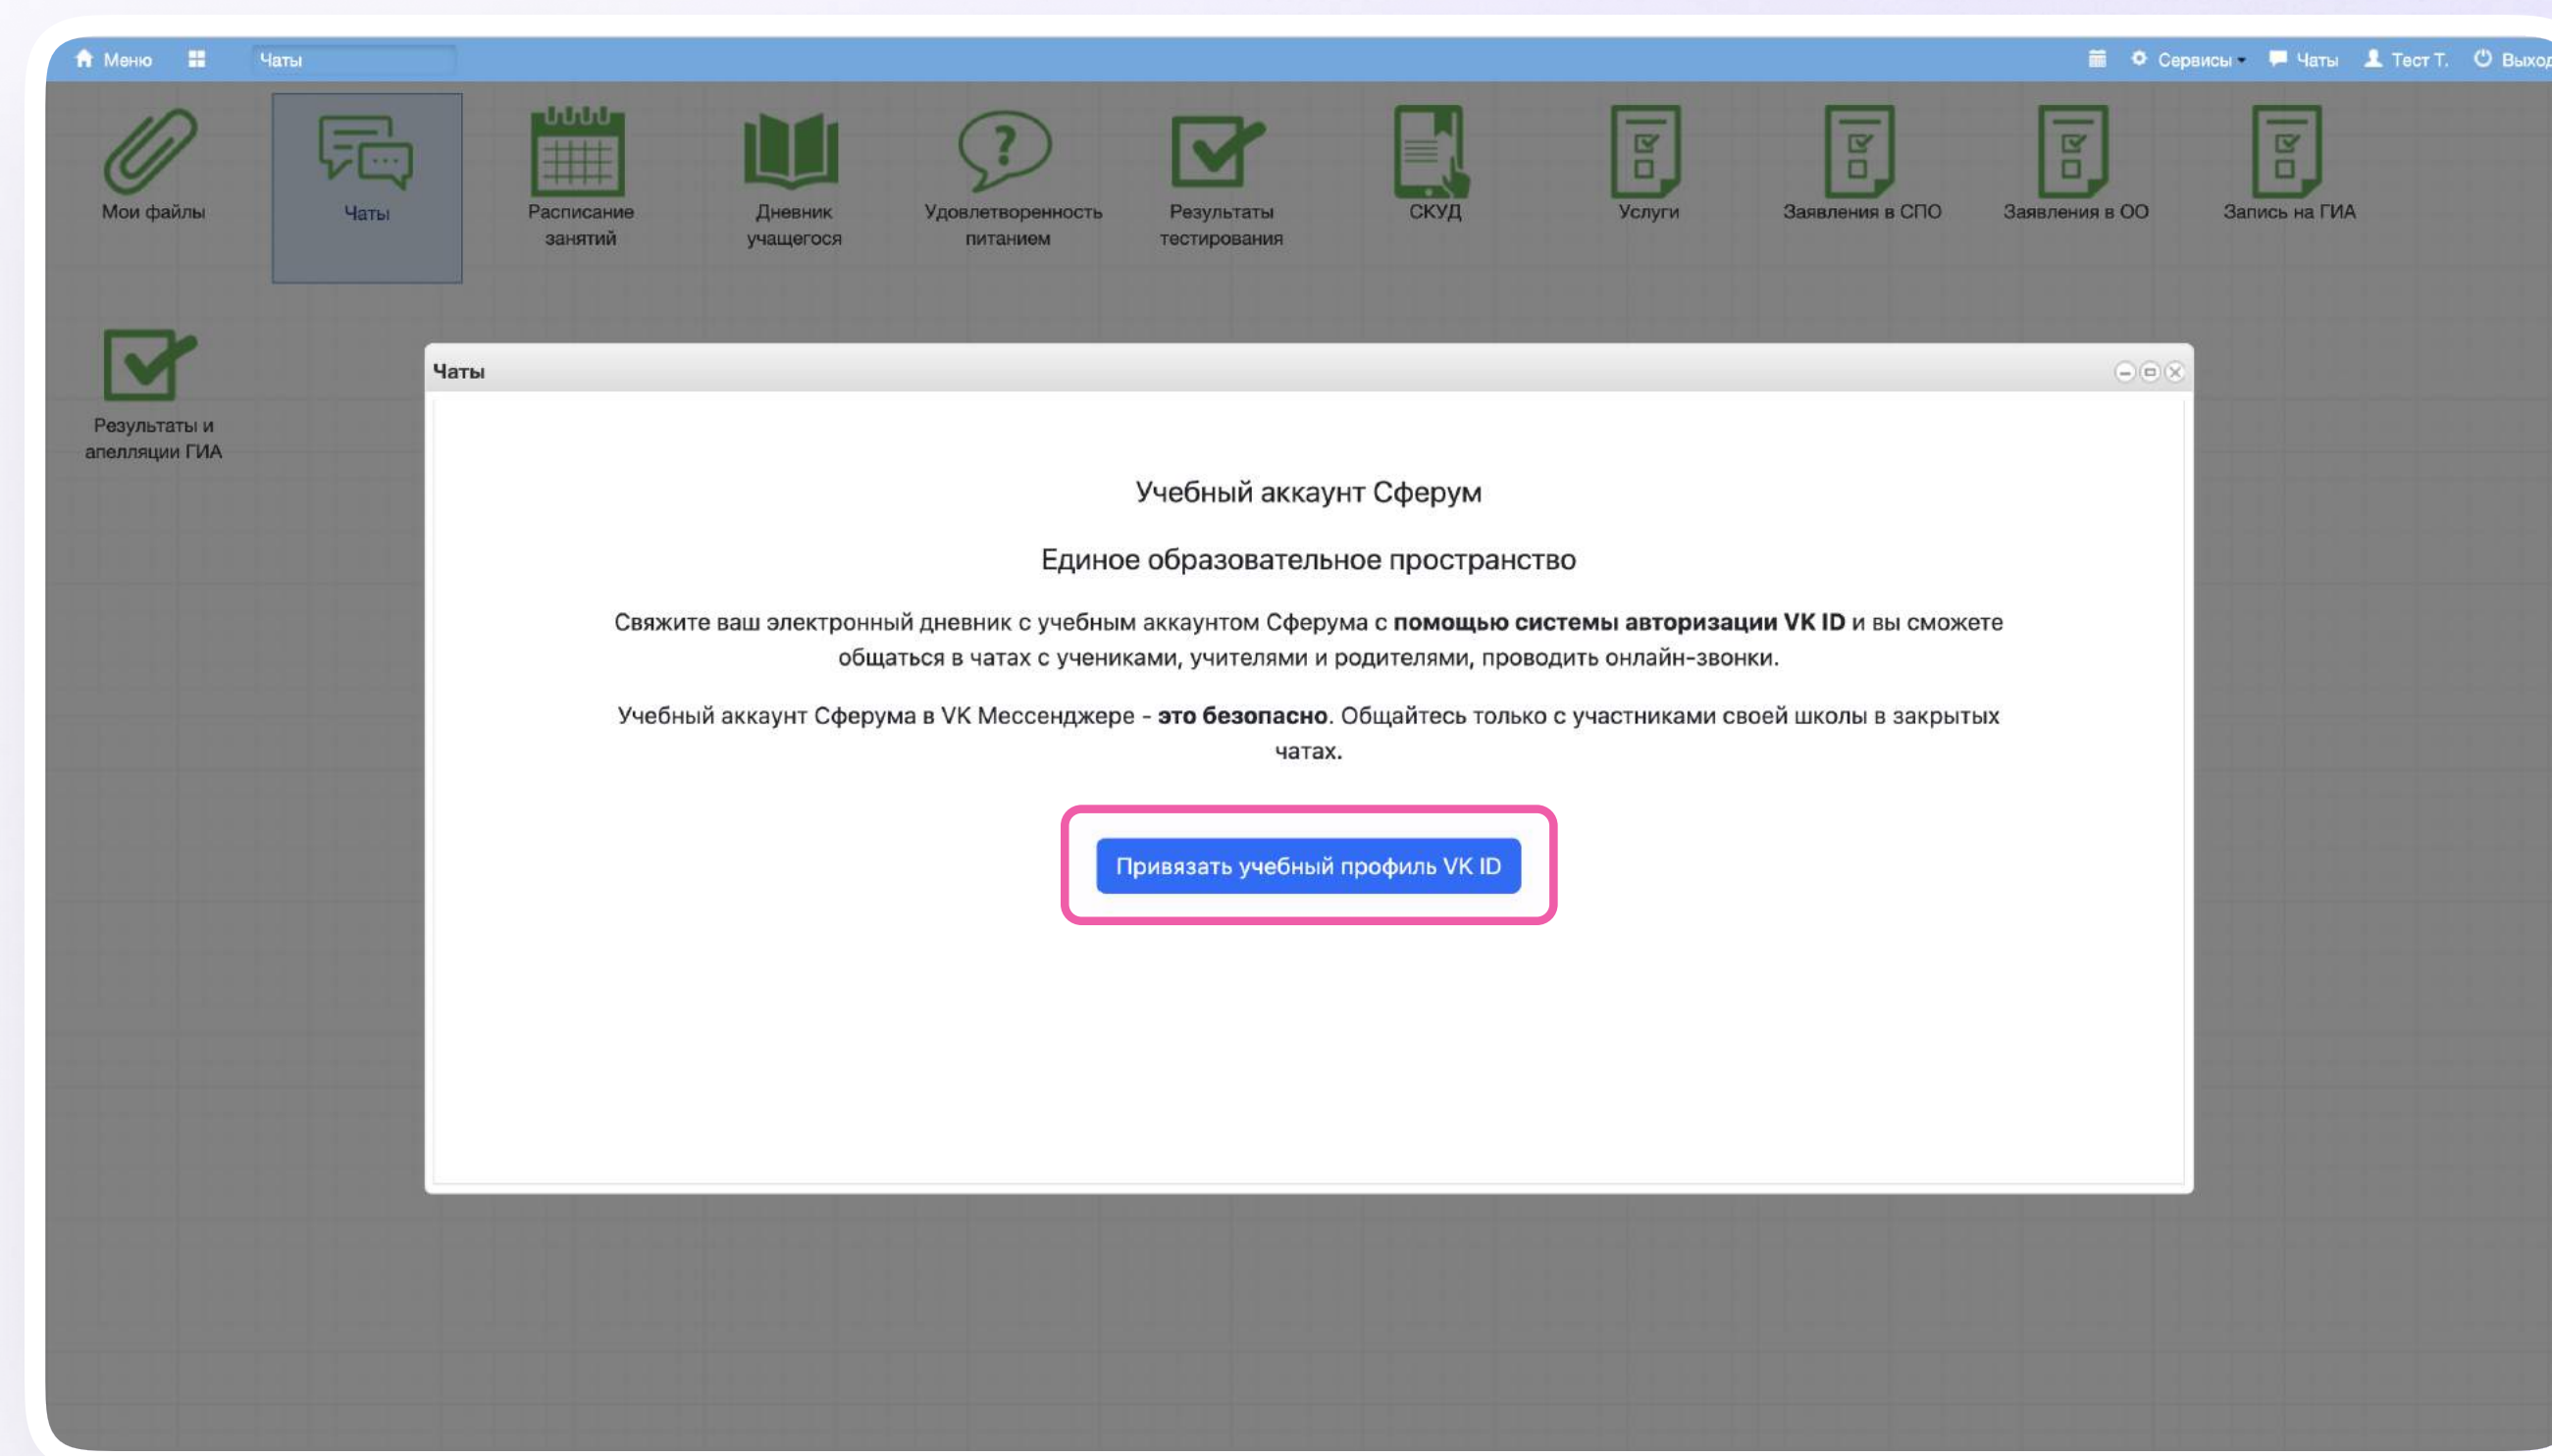 Меню
Чаты
Сервисы
Чаты
Тест Т.
Выход
Мои файлы
Чаты
Расписание
занятий
Дневник
учащегося
Удовлетворенность
питанием
Результаты
тестирования
СКУД
Услуги
Заявления в СПО
Заявления в ОО
Запись на ГИА
Результаты и
апелляции ГИА
Чаты
Учебный аккаунт Сферум
Единое образовательное пространство
Свяжите ваш электронный дневник с учебным аккаунтом Сферума с помощью системы авторизации VK ID и вы сможете
общаться в чатах с учениками, учителями и родителями, проводить онлайн-звонки.
Учебный аккаунт Сферума в VK Мессенджере - это безопасно. Общайтесь только с участниками своей школы в закрытых
чатах.
Привязать учебный профиль VK ID